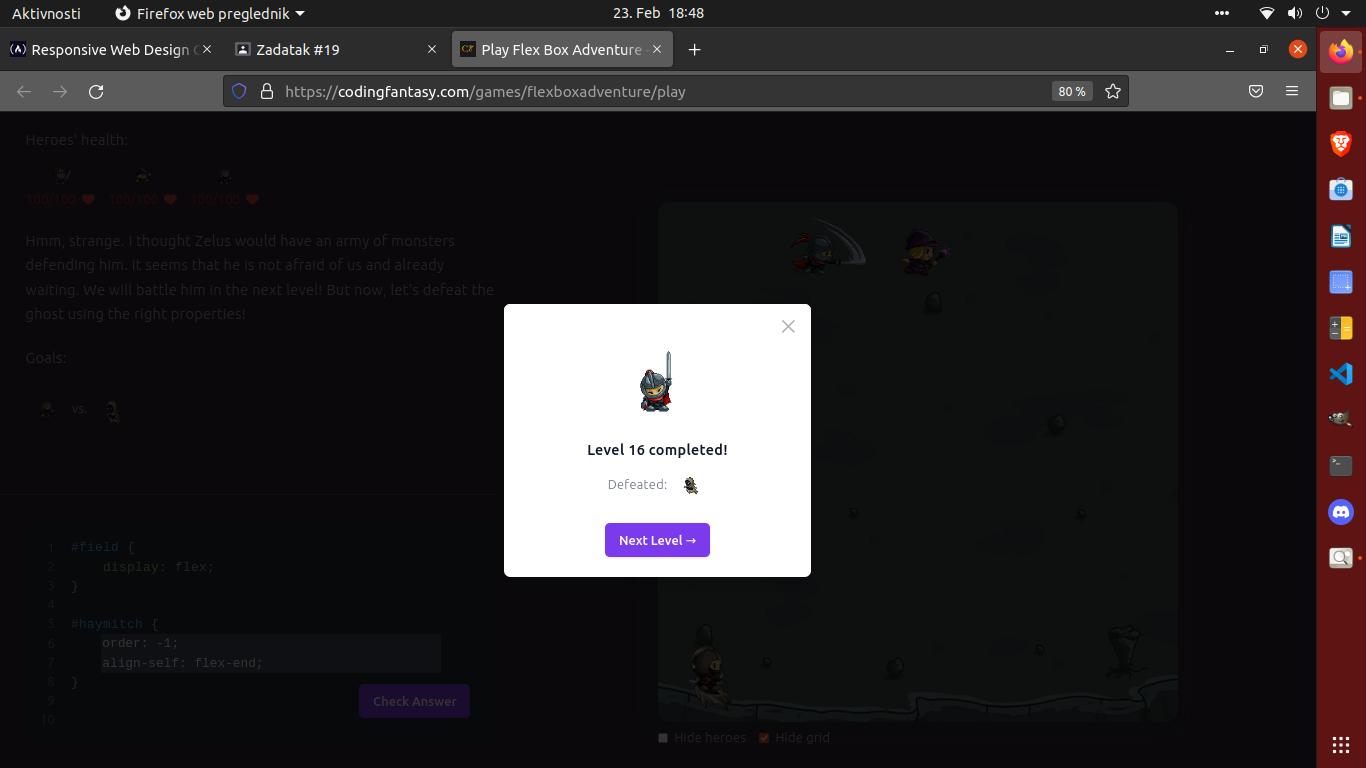 Aktivnosti Firefox web preglednik 23. Feb 18:48
Responsive Web Design Zadatak #19 Play Flex Box Adventure
https://codingfantasy.com/games/flexboxadventure/play 80 %
Heroes' health:
100/100 100/100 100/100
Hmm, strange. I thought Zelus would have an army of monsters
defending him. It seems that he is not afraid of us and already
waiting. We will battle him in the next level! But now, let's defeat the
ghost using the right properties!
Goals:
vs.
Level 16 completed!
Defeated:
Next Level →
1 #field {
2 display: flex;
3 }
4
5 #haymitch {
6 order: -1;
7 align-self: flex-end;
8 }
9
10
Check Answer
Hide heroes Hide grid